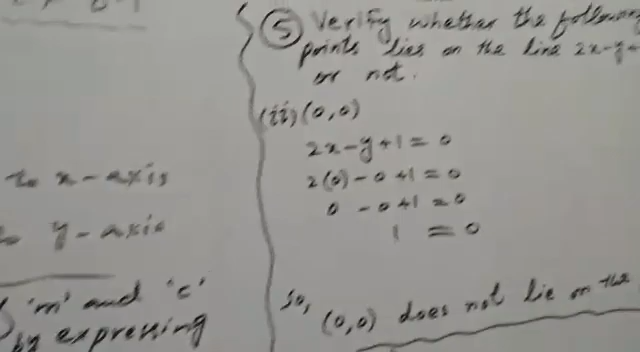 to x-axis
y-axis
'm' and 'c'
by expressing
(5) Verify whether the following
points lies on the line 2x-y+
or not.
(ii) (0,0)
2x-y+1=0
2(0)-0+1=0
0-0+1=0
1=0
So,
(0,0) does not lie on the